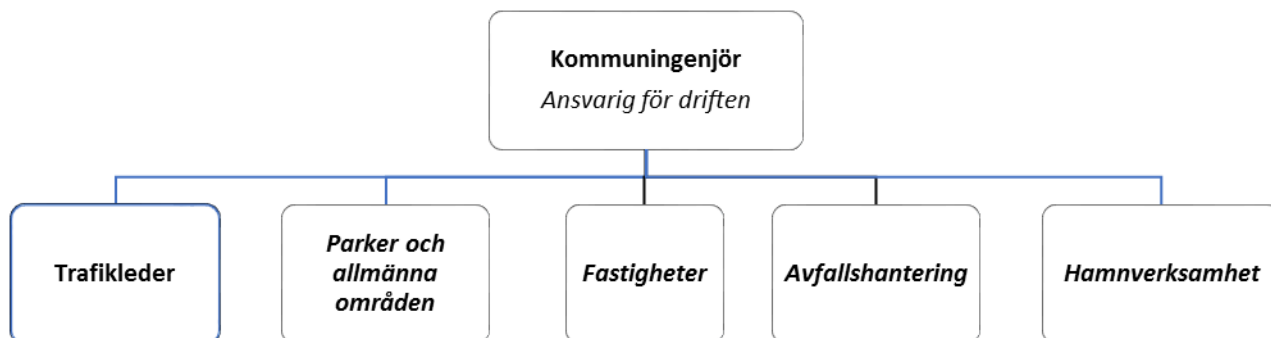 Kommuningenjör
Ansvarig för driften
Trafikleder
Parker och
allmänna
områden
Fastigheter
Avfallshantering
Hamnverksamhet